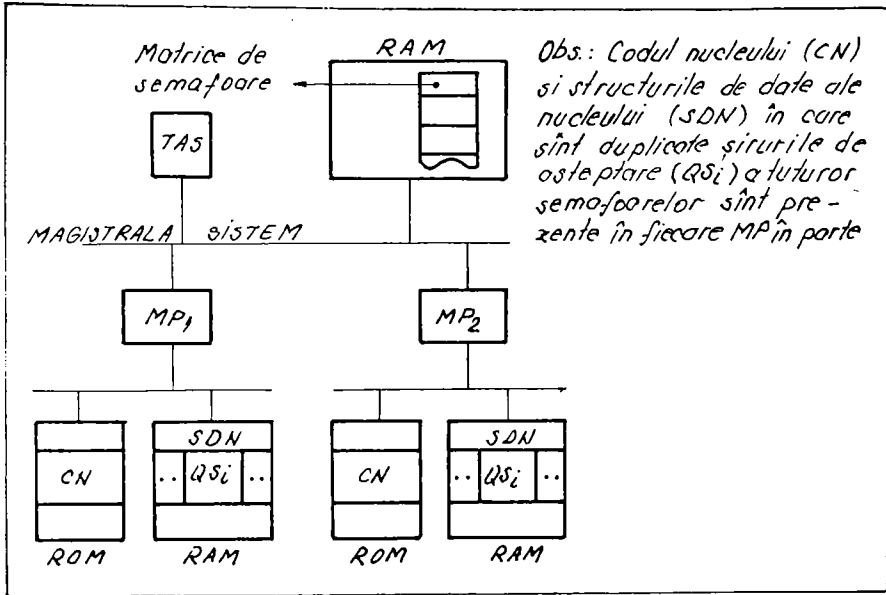 Matrice de
semafoare
RAM
TAS
Obs.: Codul nucleului (CN)
si structurile de date ale
nucleului (SDN) în care
sînt duplicate șirurile de
asteptare (QSi) a tuturor
semafoarelor sînt pre-
zente în fiecare MP în parte
MAGISTRALA SISTEM
MP1
MP2
CN
SDN
.. QSi ..
CN
SDN
.. QSi ..
ROM
RAM
ROM
RAM